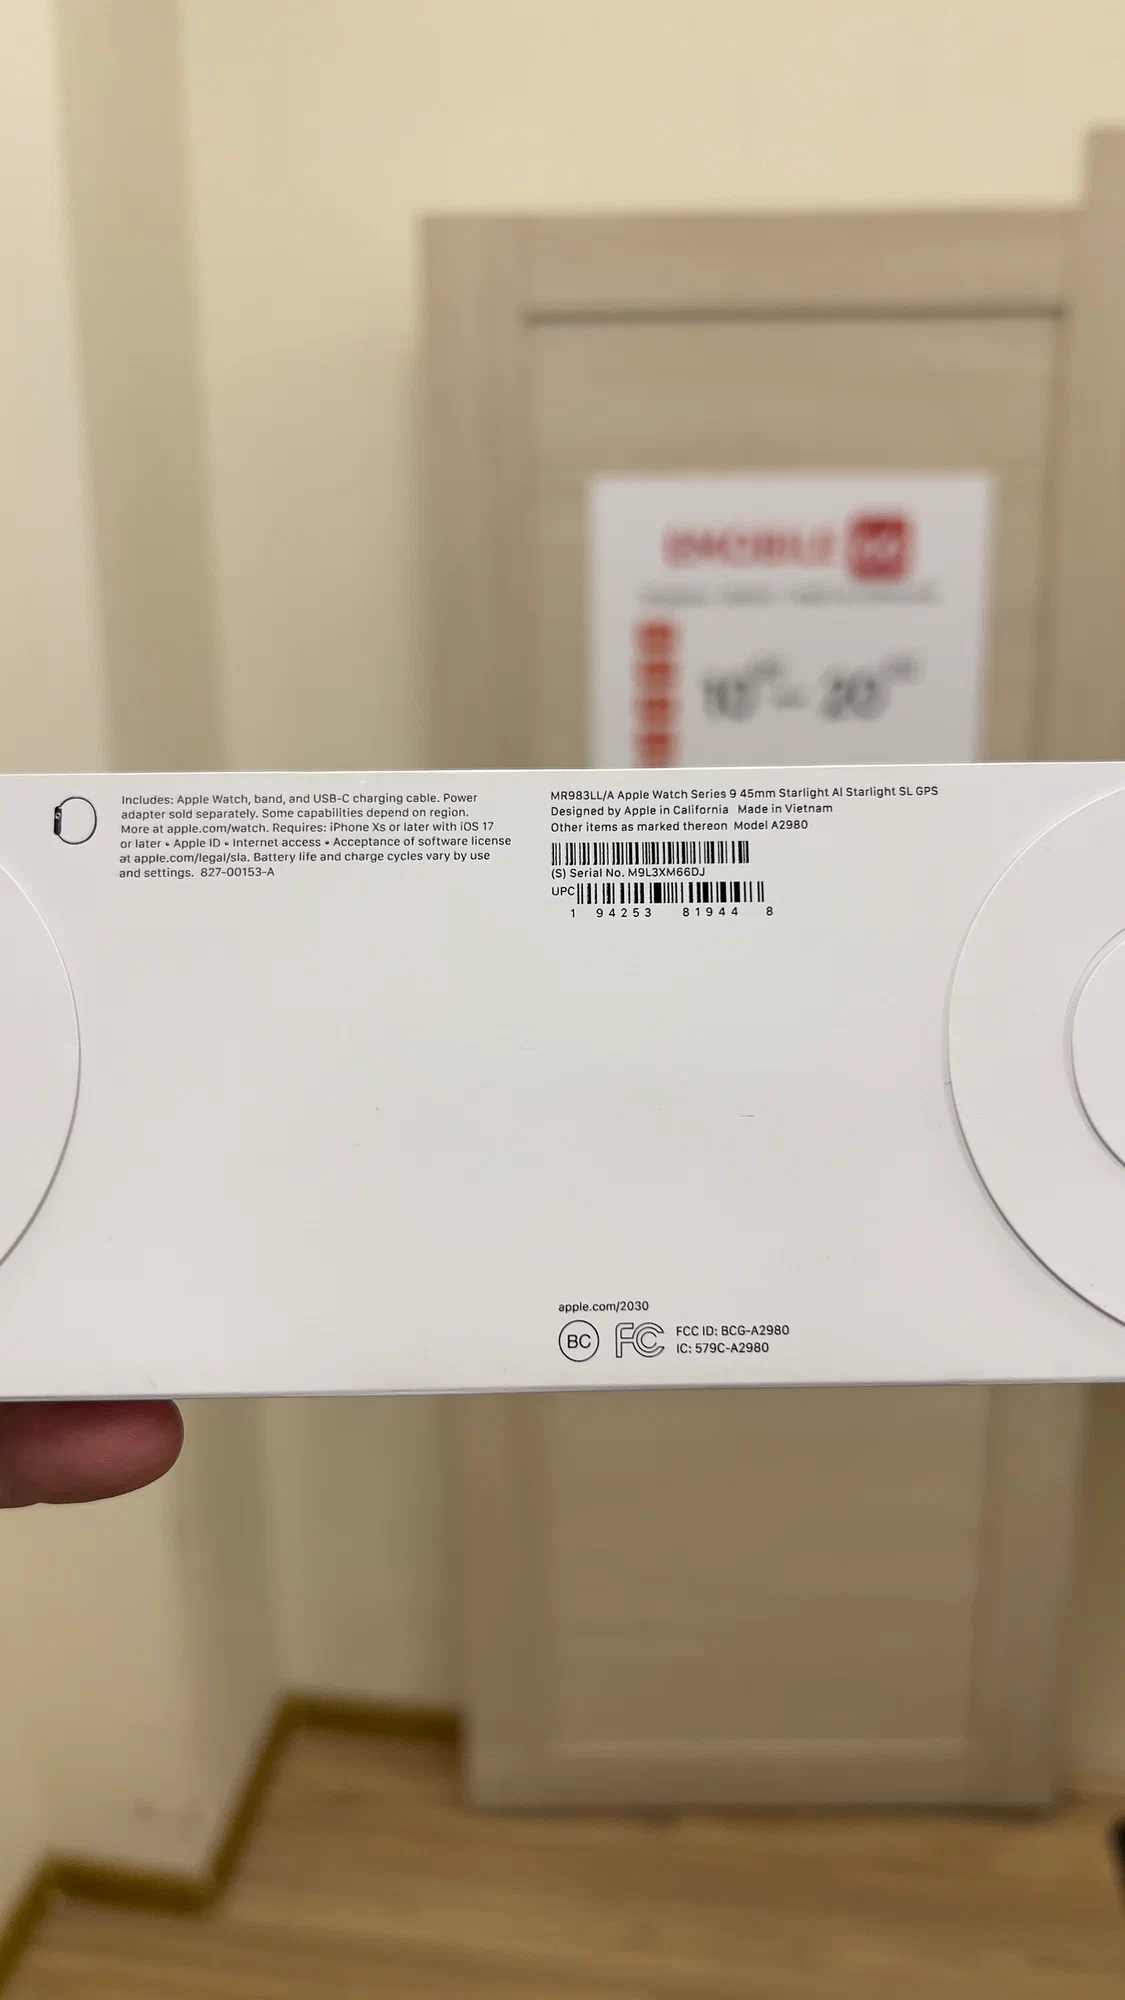 EMOBILE
10 – 20
Includes: Apple Watch, band, and USB-C charging cable. Power
adapter sold separately. Some capabilities depend on region.
More at apple.com/watch. Requires: iPhone Xs or later with iOS 17
or later • Apple ID • Internet access • Acceptance of software license
at apple.com/legal/sla. Battery life and charge cycles vary by use
and settings. 827-00153-A
MR983LL/A Apple Watch Series 9 45mm Starlight Al Starlight SL GPS
Designed by Apple in California Made in Vietnam
Other items as marked thereon Model A2980
(S) Serial No. M9L3XM66DJ
UPC
1 94253 81944 8
apple.com/2030
BC FC FCC ID: BCG-A2980
IC: 579C-A2980